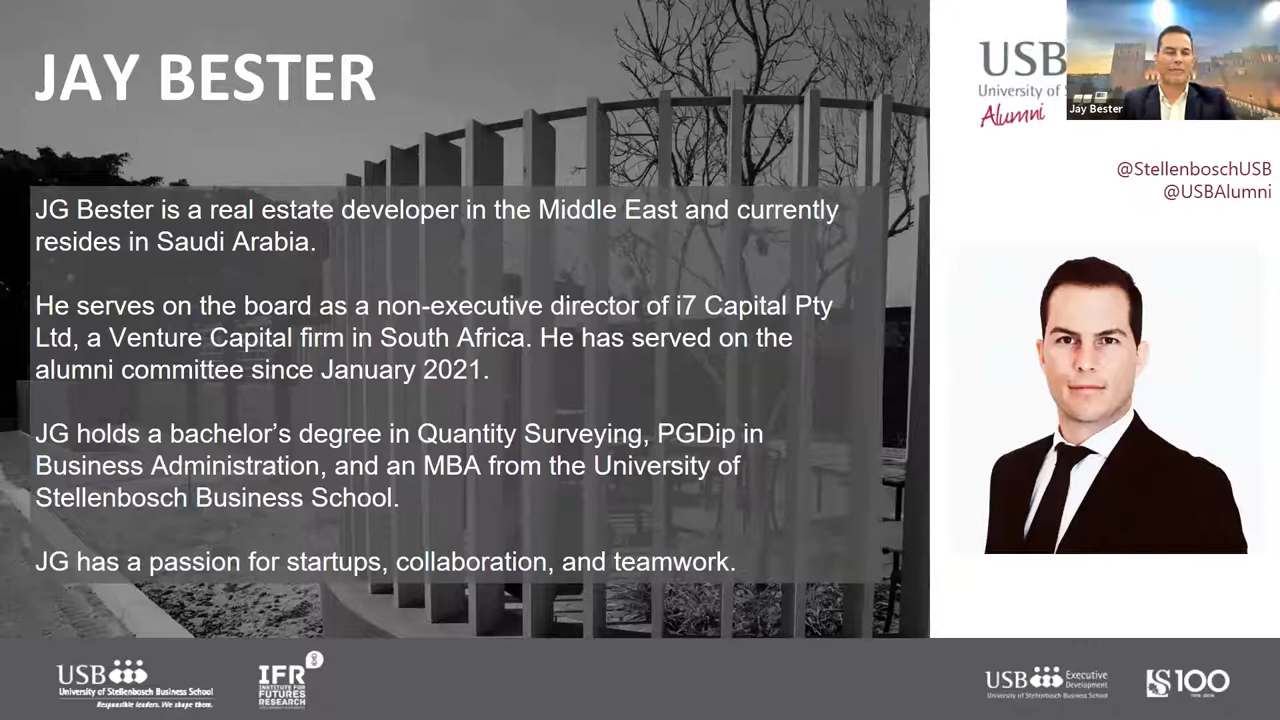 JAY BESTER
JG Bester is a real estate developer in the Middle East and currently
resides in Saudi Arabia.
He serves on the board as a non-executive director of i7 Capital Pty
Ltd, a Venture Capital firm in South Africa. He has served on the
alumni committee since January 2021.
JG holds a bachelor’s degree in Quantity Surveying, PGDip in
Business Administration, and an MBA from the University of
Stellenbosch Business School.
JG has a passion for startups, collaboration, and teamwork.
USB
University of
Alumni
Jay Bester
@StellenboschUSB
@USBAlumni
USB
University of Stellenbosch Business School
Responsible leaders. We shape them.
IFR
INSTITUTE FOR
FUTURES
RESEARCH
USB Executive
Development
University of Stellenbosch Business School
100